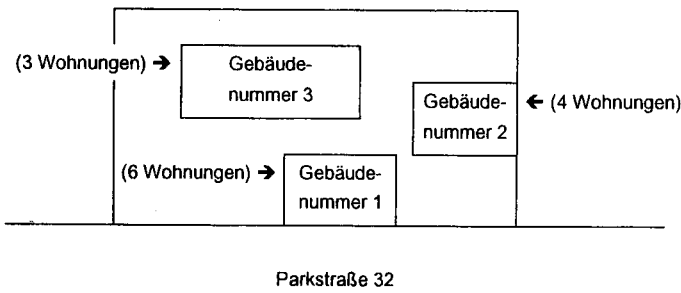 (3 Wohnungen) →
Gebäude-
nummer 3
Gebäude-
nummer 2
← (4 Wohnungen)
(6 Wohnungen) →
Gebäude-
nummer 1
Parkstraße 32